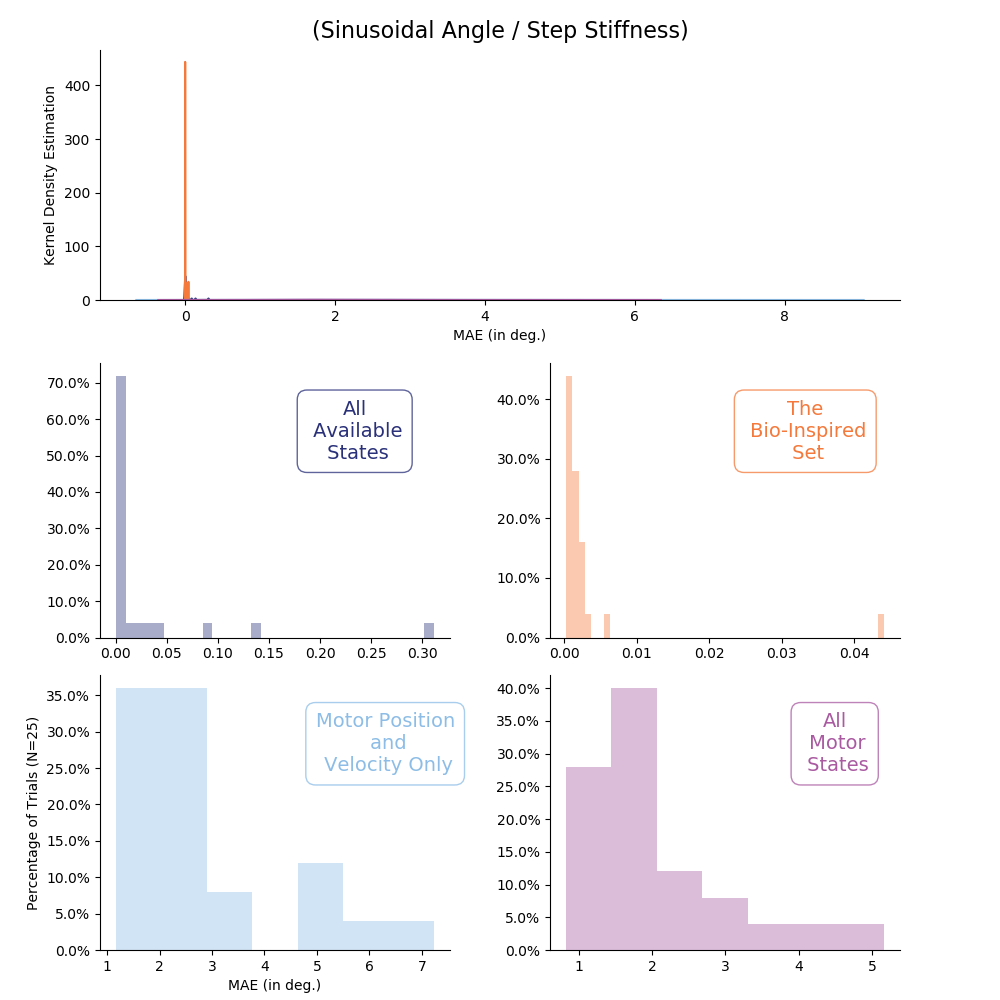 (Sinusoidal Angle / Step Stiffness)
Kernel Density Estimation
400
300
200
100
0
0 2 4 6 8
MAE (in deg.)
70.0%
60.0%
50.0%
40.0%
30.0%
20.0%
10.0%
0.0%
All
Available
States
0.00 0.05 0.10 0.15 0.20 0.25 0.30
40.0%
30.0%
20.0%
10.0%
0.0%
The
Bio-Inspired
Set
0.00 0.01 0.02 0.03 0.04
Percentage of Trials (N=25)
35.0%
30.0%
25.0%
20.0%
15.0%
10.0%
5.0%
0.0%
Motor Position
and
Velocity Only
1 2 3 4 5 6 7
MAE (in deg.)
40.0%
35.0%
30.0%
25.0%
20.0%
15.0%
10.0%
5.0%
0.0%
All
Motor
States
1 2 3 4 5